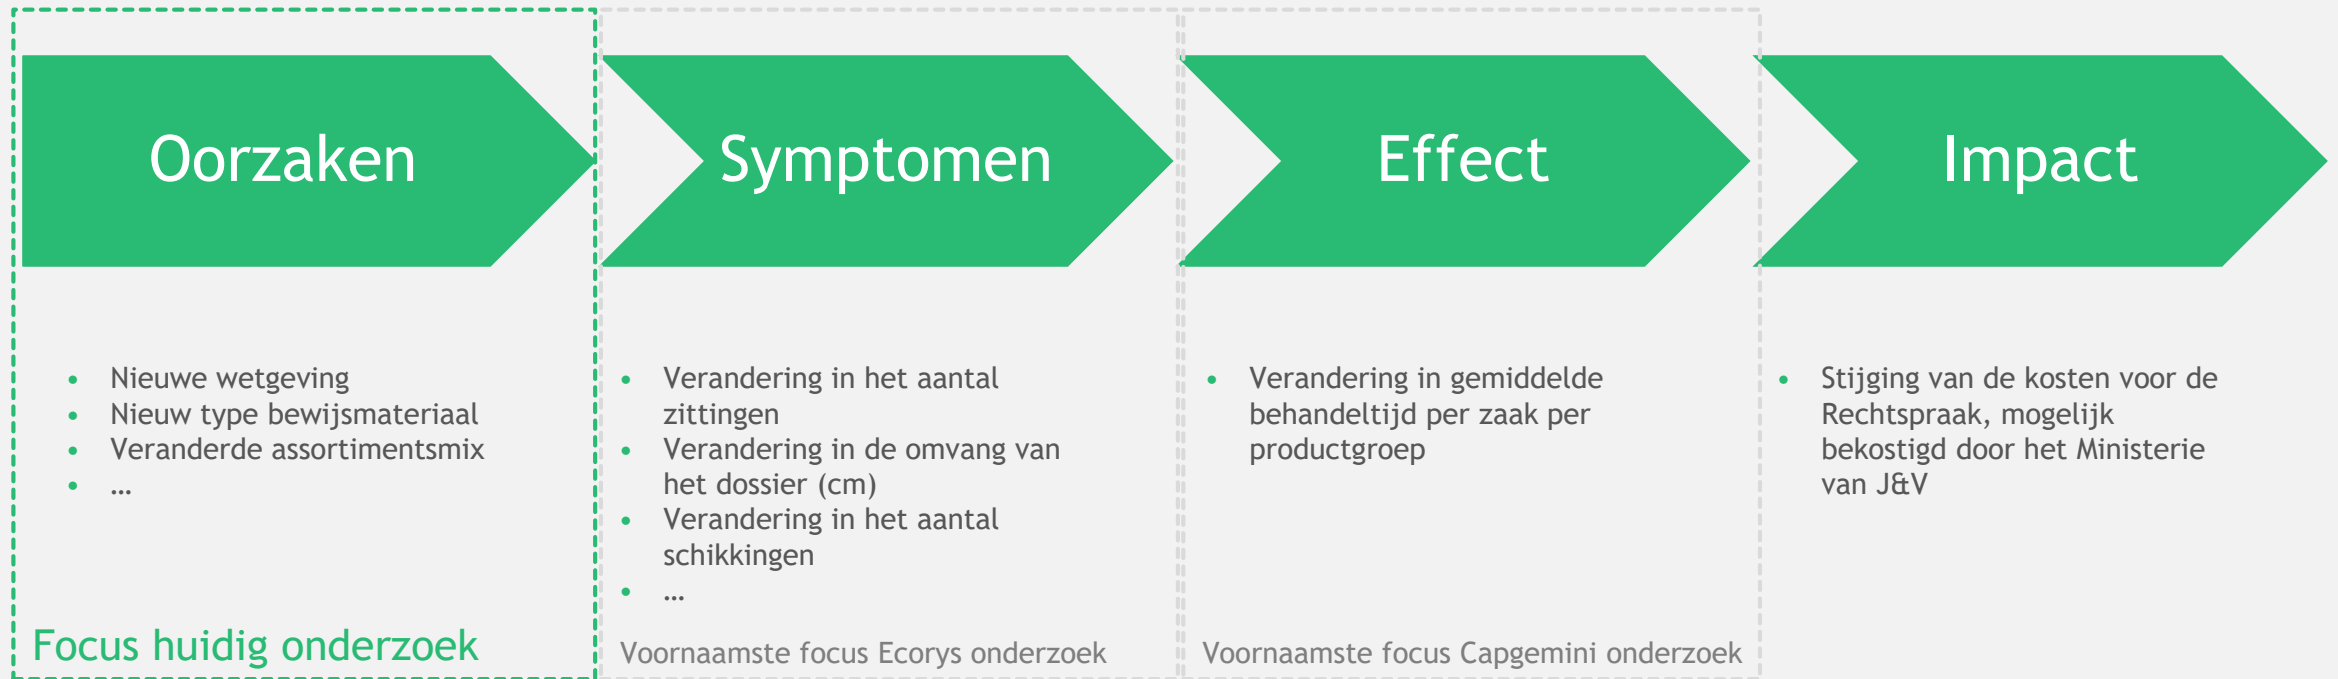 Oorzaken
Symptomen
Effect
Impact
• Nieuwe wetgeving
• Nieuw type bewijsmateriaal
• Veranderde assortimentsmix
• …
Focus huidig onderzoek
• Verandering in het aantal
zittingen
• Verandering in de omvang van
het dossier (cm)
• Verandering in het aantal
schikkingen
• …
Voornaamste focus Ecorys onderzoek
• Verandering in gemiddelde
behandeltijd per zaak per
productgroep
Voornaamste focus Capgemini onderzoek
• Stijging van de kosten voor de
Rechtspraak, mogelijk
bekostigd door het Ministerie
van J&V